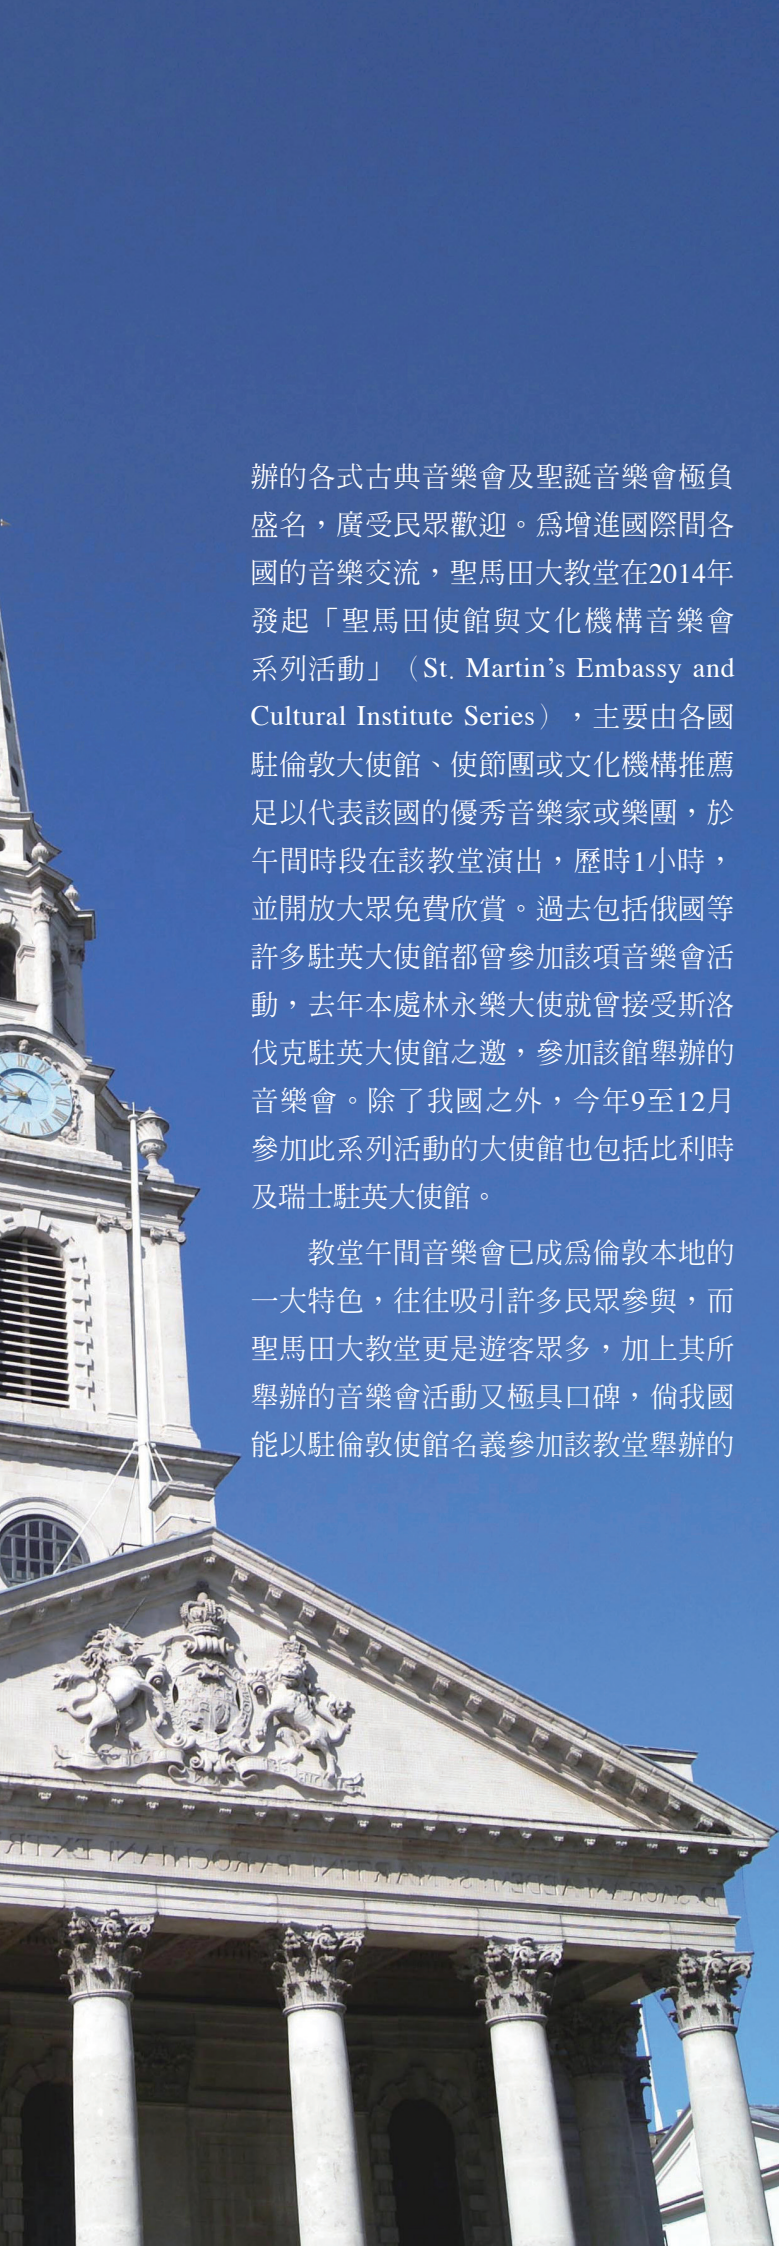 辦的各式古典音樂會及聖誕音樂會極負
盛名，廣受民眾歡迎。爲增進國際間各
國的音樂交流，聖馬田大教堂在2014年
發起「聖馬田使館與文化機構音樂會
系列活動」（St. Martin’s Embassy and
Cultural Institute Series），主要由各國
駐倫敦大使館、使節團或文化機構推薦
足以代表該國的優秀音樂家或樂團，於
午間時段在該教堂演出，歷時1小時，
並開放大眾免費欣賞。過去包括俄國等
許多駐英大使館都曾參加該項音樂會活
動，去年本處林永樂大使就曾接受斯洛
伐克駐英大使館之邀，參加該館舉辦的
音樂會。除了我國之外，今年9至12月
參加此系列活動的大使館也包括比利時
及瑞士駐英大使館。
教堂午間音樂會已成爲倫敦本地的
一大特色，往往吸引許多民眾參與，而
聖馬田大教堂更是遊客眾多，加上其所
舉辦的音樂會活動又極具口碑，倘我國
能以駐倫敦使館名義參加該教堂舉辦的